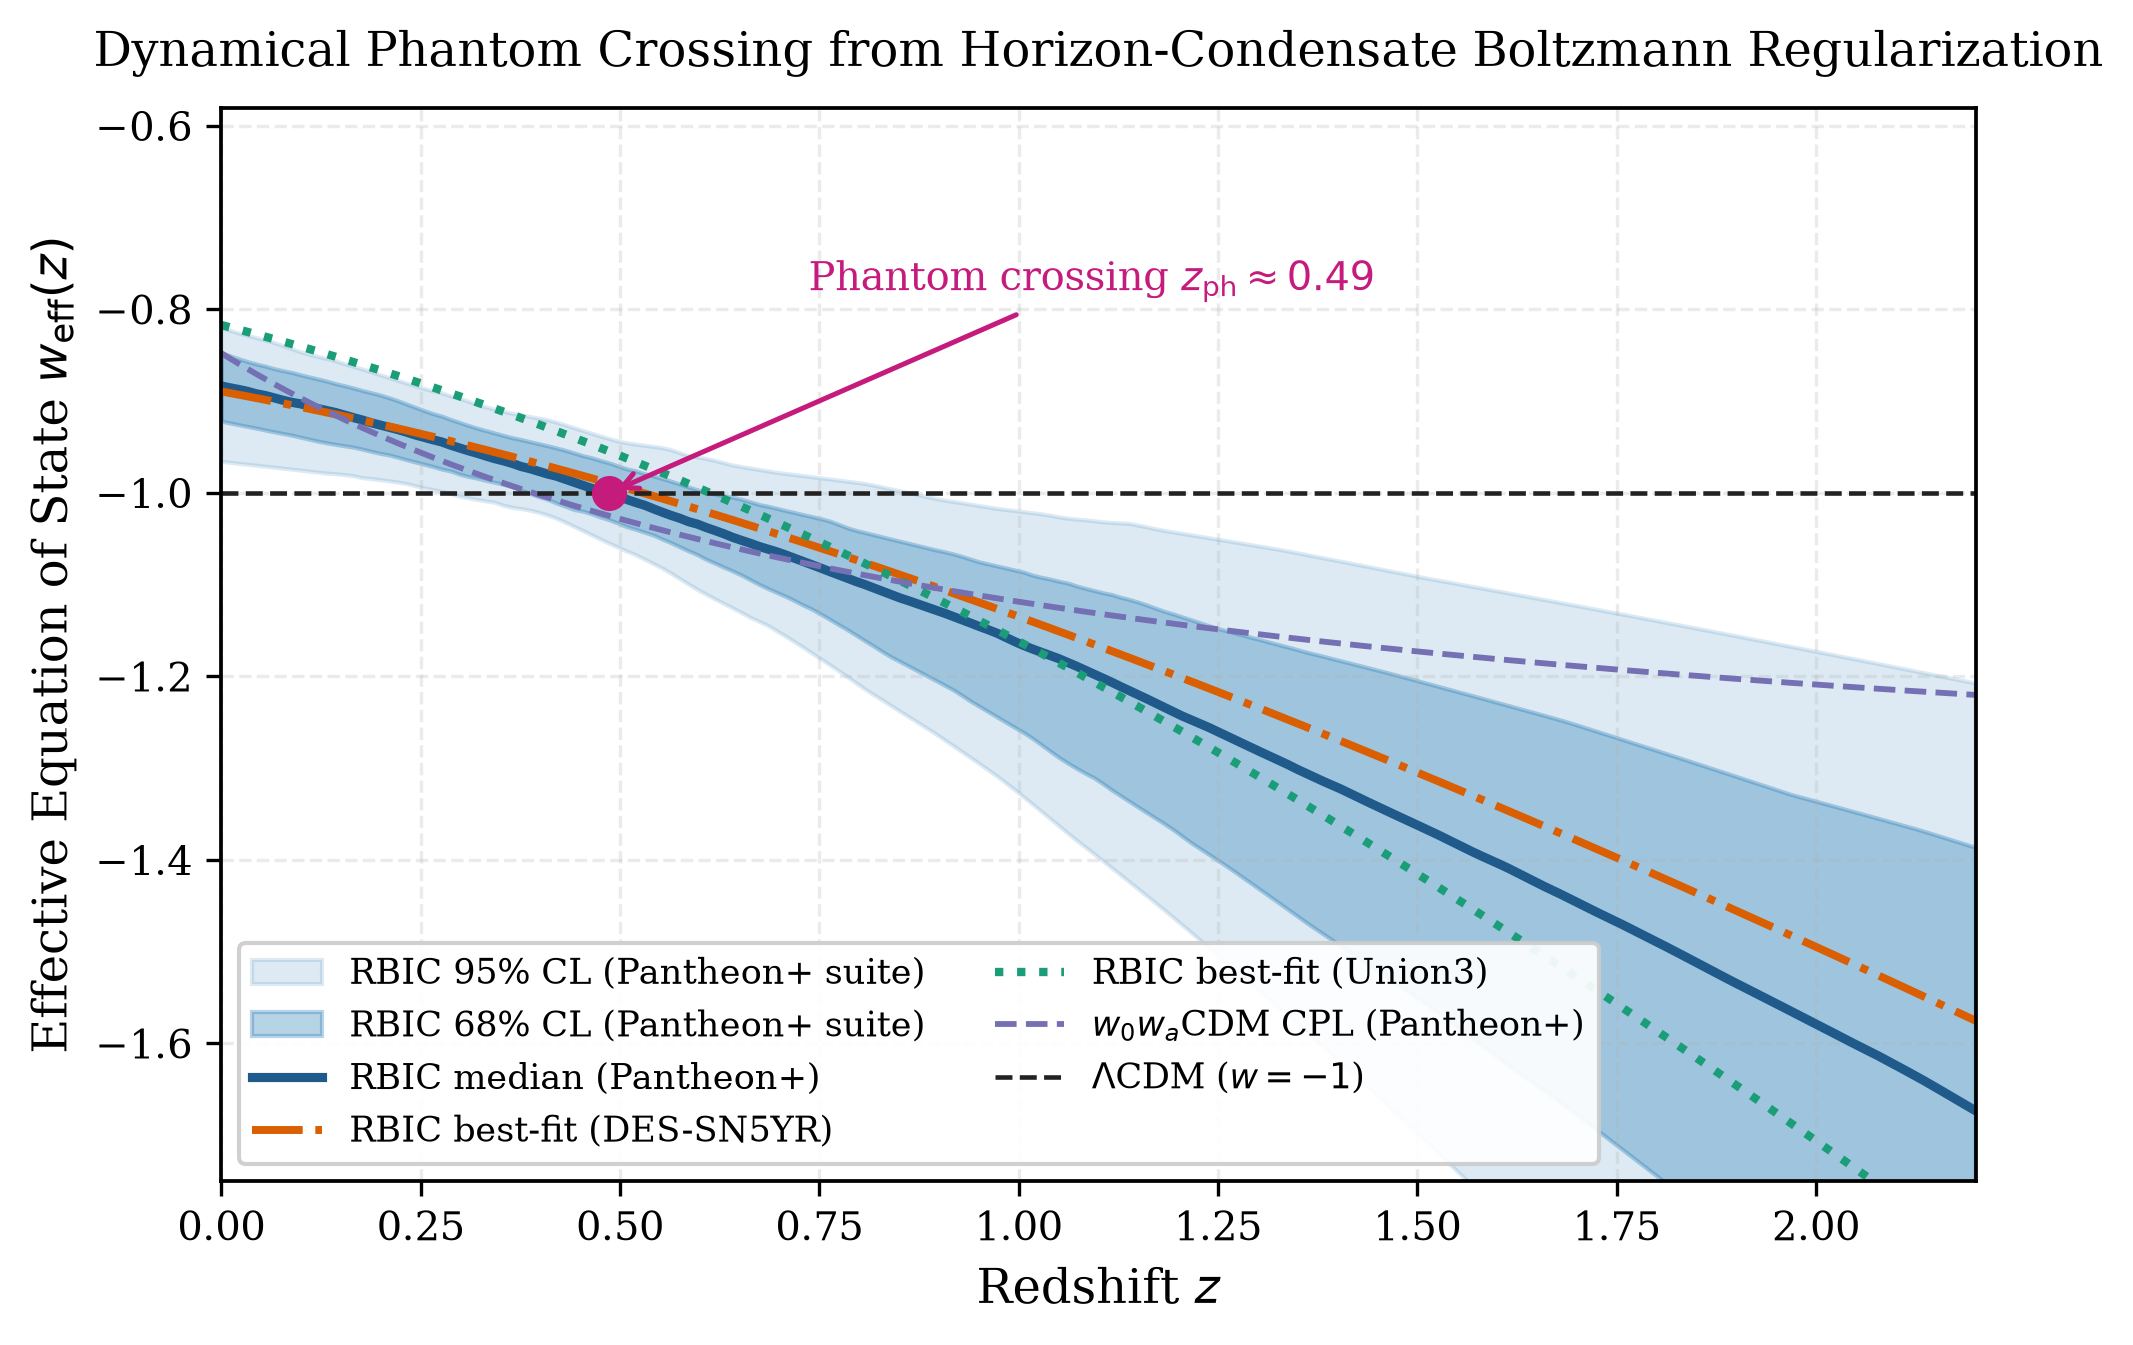 Dynamical Phantom Crossing from Horizon-Condensate Boltzmann Regularization
Effective Equation of State w_eff(z)
−0.6
−0.8
−1.0
−1.2
−1.4
−1.6
Phantom crossing z_ph ≈ 0.49
RBIC 95% CL (Pantheon+ suite)
RBIC 68% CL (Pantheon+ suite)
RBIC median (Pantheon+)
RBIC best-fit (DES-SN5YR)
RBIC best-fit (Union3)
w₀wₐCDM CPL (Pantheon+)
ΛCDM (w = −1)
0.00 0.25 0.50 0.75 1.00 1.25 1.50 1.75 2.00
Redshift z